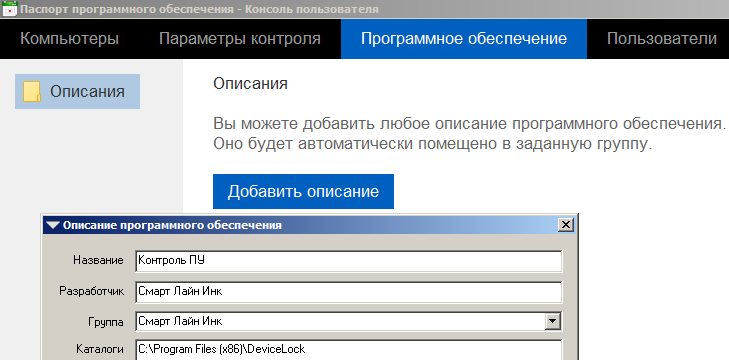 Паспорт программного обеспечения - Консоль пользователя
Компьютеры Параметры контроля Программное обеспечение Пользователи
Описания
Описания
Вы можете добавить любое описание программного обеспечения.
Оно будет автоматически помещено в заданную группу.
Добавить описание
Описание программного обеспечения
Название Контроль ПУ
Разработчик Смарт Лайн Инк
Группа Смарт Лайн Инк
Каталоги C:\Program Files (x86)\DeviceLock